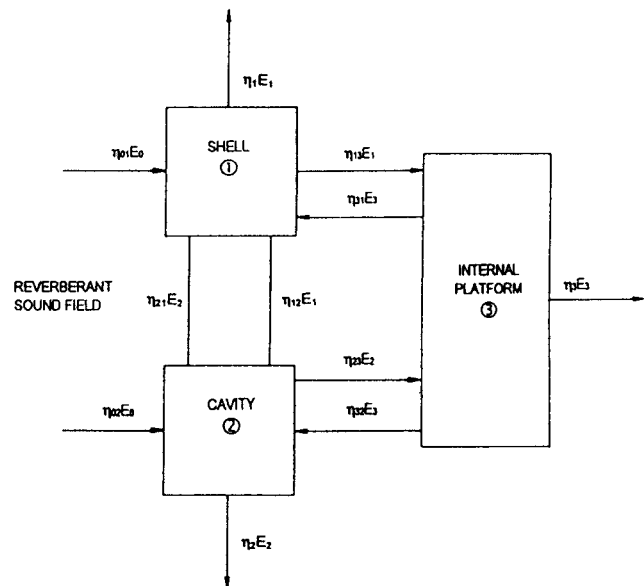 η₁E₁
η₀₁E₀
SHELL
①
η₁₃E₁
η₃₁E₃
REVERBERANT
SOUND FIELD
η₂₁E₂
η₁₂E₁
INTERNAL
PLATFORM
③
η₃E₃
η₂₃E₂
CAVITY
②
η₀₂E₀
η₃₂E₃
η₂E₂